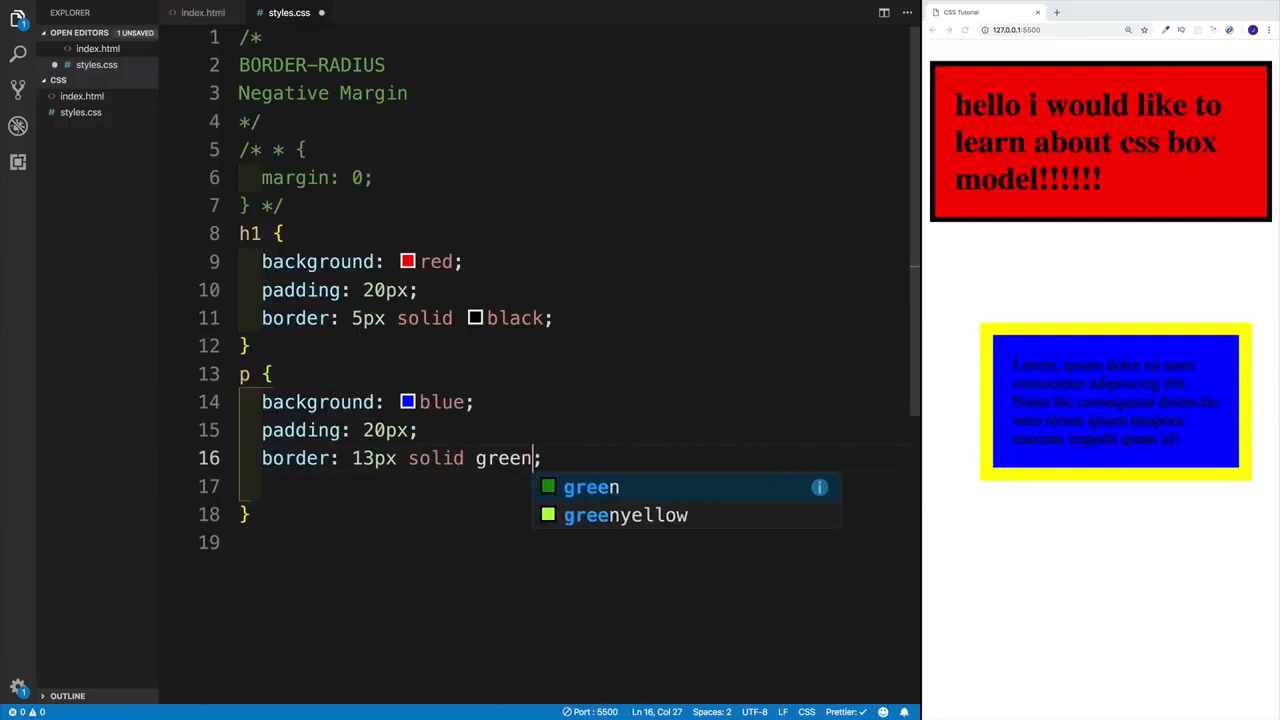 EXPLORER
OPEN EDITORS 1 UNSAVED
index.html
styles.css
CSS
index.html
styles.css
OUTLINE
index.html
styles.css
1 /*
2 BORDER-RADIUS
3 Negative Margin
4 */
5 /* * {
6 margin: 0;
7 } */
8 h1 {
9 background: red;
10 padding: 20px;
11 border: 5px solid black;
12 }
13 p {
14 background: blue;
15 padding: 20px;
16 border: 13px solid green;
17
18 }
19
green
greenyellow
CSS Tutorial
127.0.0.1:5500
hello i would like to
learn about css box
model!!!!!!
Lorem, ipsum dolor sit amet
consectetur adipisicing elit.
Natus hic consequatur distinctio
vero rerum ipsum tempora
maxime impedit quam id!
1
1
0 0
Port : 5500 Ln 16, Col 27 Spaces: 2 UTF-8 LF CSS Prettier: ✓